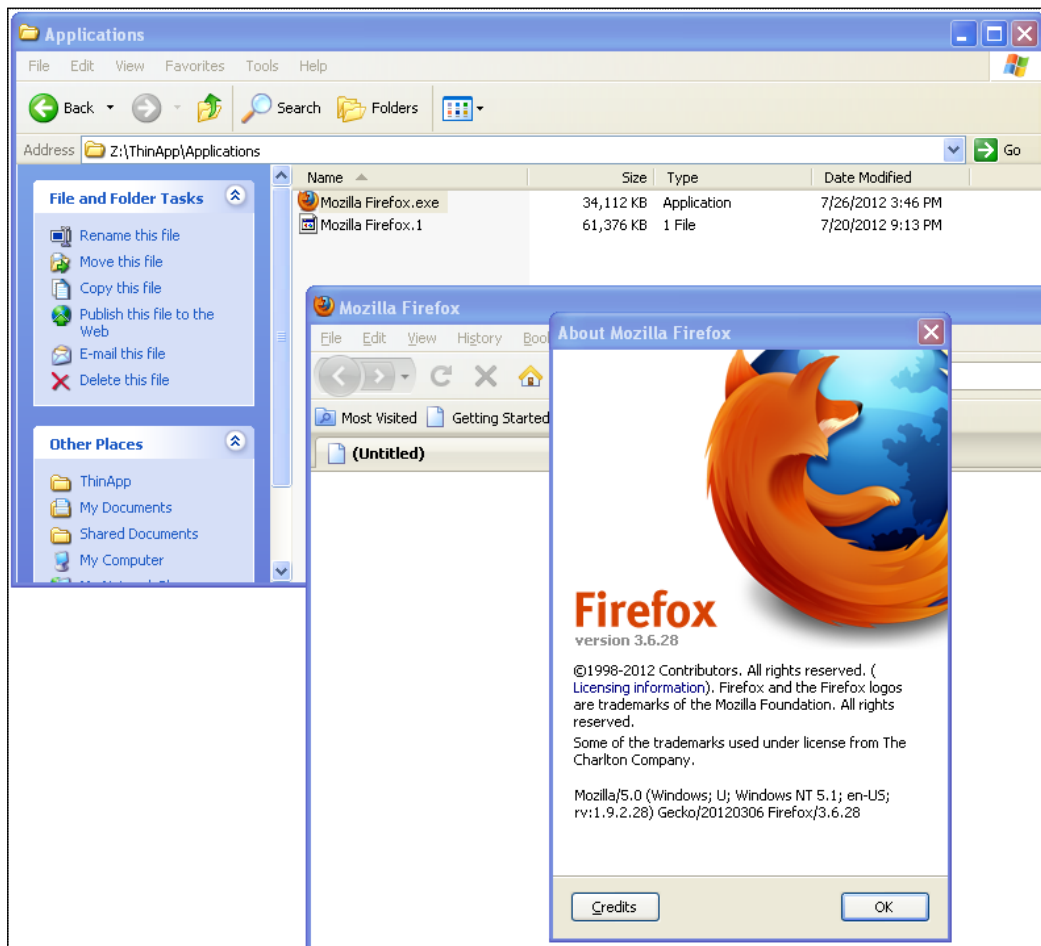 Applications
File Edit View Favorites Tools Help
Back Search Folders
Address Z:\ThinApp\Applications Go
Name Size Type Date Modified
Mozilla Firefox.exe 34,112 KB Application 7/26/2012 3:46 PM
Mozilla Firefox.1 61,376 KB 1 File 7/20/2012 9:13 PM
File and Folder Tasks
Rename this file
Move this file
Copy this file
Publish this file to the
Web
E-mail this file
Delete this file
Other Places
ThinApp
My Documents
Shared Documents
My Computer
Mozilla Firefox
File Edit View History
Most Visited Getting Started
(Untitled)
About Mozilla Firefox
Firefox
version 3.6.28
©1998-2012 Contributors. All rights reserved. (
Licensing information). Firefox and the Firefox logos
are trademarks of the Mozilla Foundation. All rights
reserved.
Some of the trademarks used under license from The
Charlton Company.
Mozilla/5.0 (Windows; U; Windows NT 5.1; en-US;
rv:1.9.2.28) Gecko/20120306 Firefox/3.6.28
Credits OK